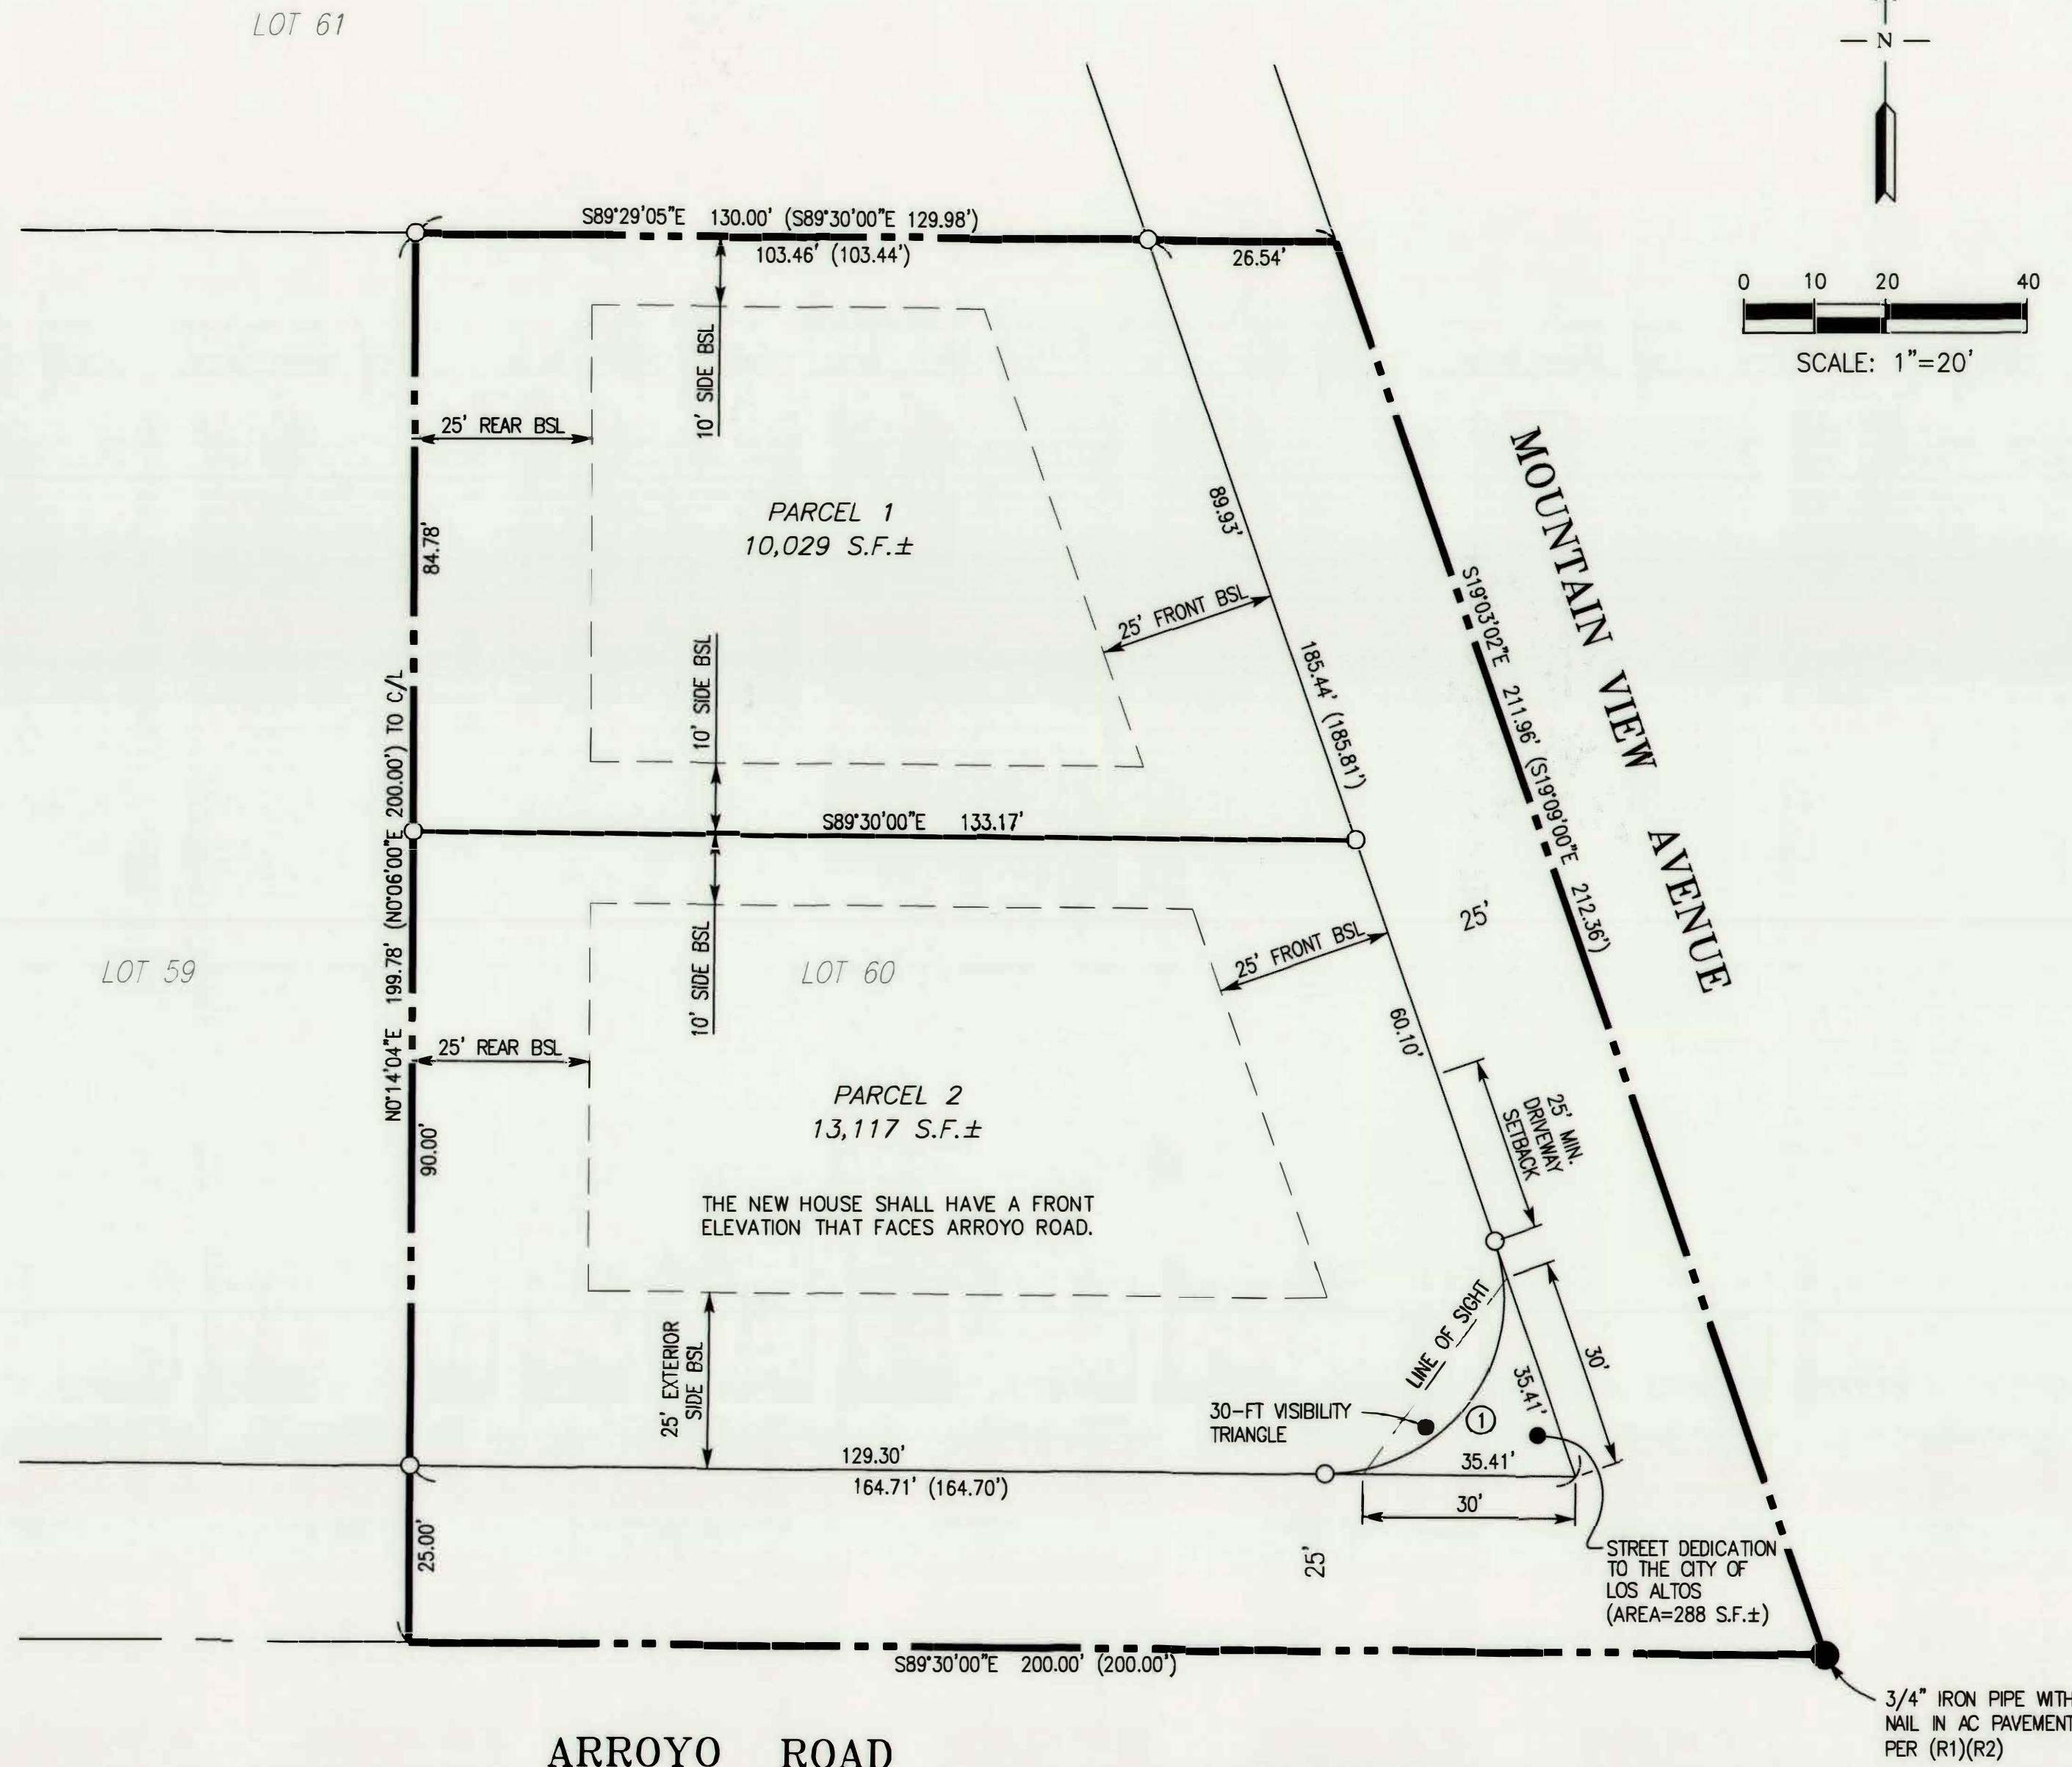 LOT 61
N
S89°29'05"E 130.00' (S89°30'00"E 129.98')
103.46' (103.44')
26.54'
0 10 20 40
SCALE: 1"=20'
10' SIDE BSL
25' REAR BSL
84.78'
PARCEL 1
10,029 S.F.±
89.93'
25' FRONT BSL
185.44' (185.81')
MOUNTAIN VIEW AVENUE
S19°03'02"E 211.96' (S19°09'00"E 212.36')
10' SIDE BSL
N0°14'04"E 199.78' (N0°06'00"E 200.00') TO C/L
S89°30'00"E 133.17'
10' SIDE BSL
25'
25' FRONT BSL
LOT 59
LOT 60
60.10'
25' REAR BSL
90.00'
PARCEL 2
13,117 S.F.±
25' MIN.
DRIVEWAY
SETBACK
THE NEW HOUSE SHALL HAVE A FRONT
ELEVATION THAT FACES ARROYO ROAD.
25' EXTERIOR
SIDE BSL
LINE OF SIGHT
30'
35.41'
30-FT VISIBILITY
TRIANGLE
1
129.30'
35.41'
164.71' (164.70')
30'
25.00'
25'
STREET DEDICATION
TO THE CITY OF
LOS ALTOS
(AREA=288 S.F.±)
S89°30'00"E 200.00' (200.00')
3/4" IRON PIPE WITH
NAIL IN AC PAVEMENT
PER (R1)(R2)
ARROYO ROAD